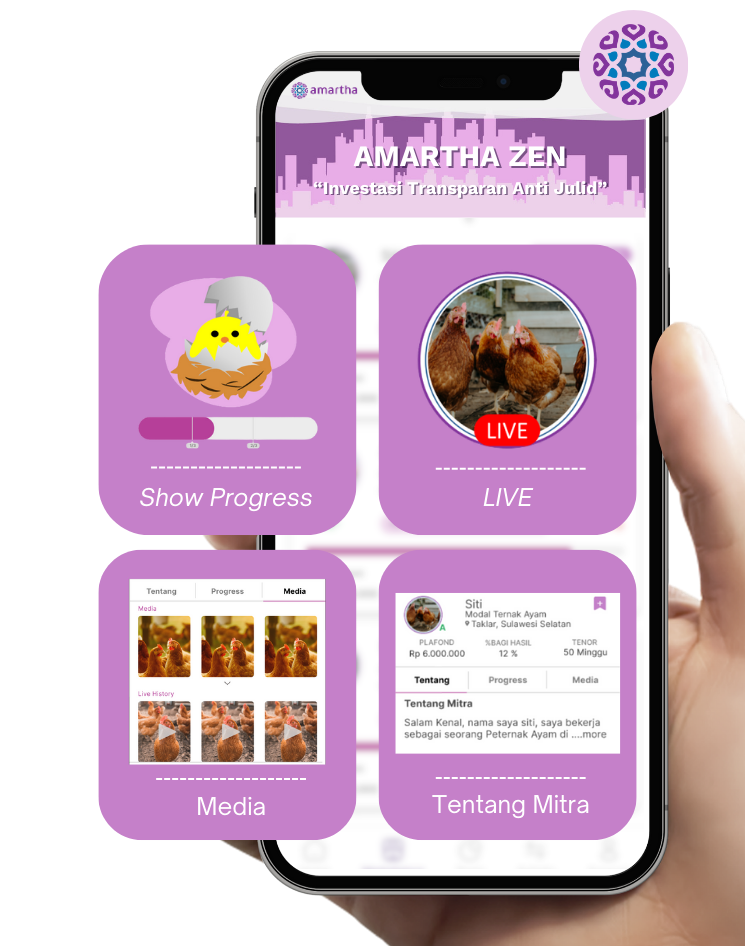 amartha
AMARTHA ZEN
“Investasi Transparan Anti Julid”
Show Progress
LIVE
LIVE
Tentang Progress Media
Media
Live History
Media
Siti
Modal Ternak Ayam
Taklar, Sulawesi Selatan
A
PLAFOND %BAGI HASIL TENOR
Rp 6.000.000 12 % 50 Minggu
Tentang Progress Media
Tentang Mitra
Salam Kenal, nama saya siti, saya bekerja
sebagai seorang Peternak Ayam di ....more
Tentang Mitra